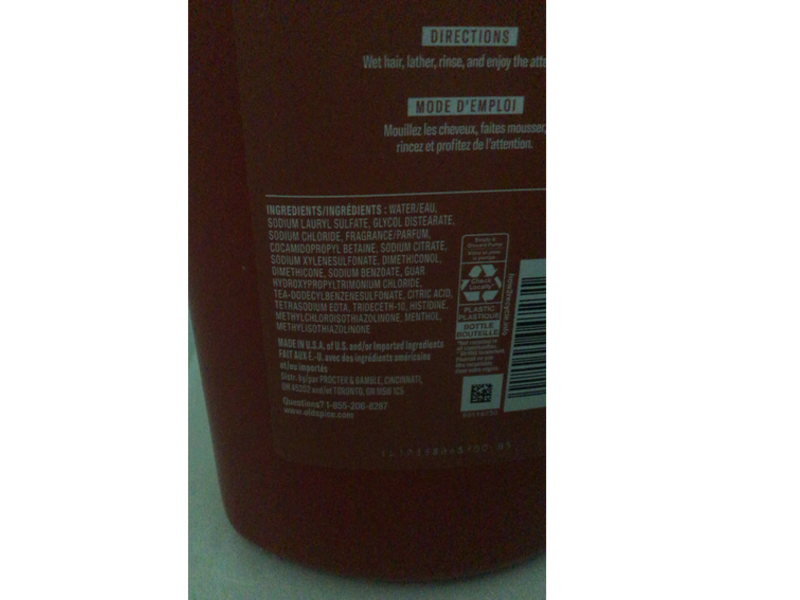 DIRECTIONS
Wet hair, lather, rinse, and enjoy the atte
MODE D'EMPLOI
Mouillez les cheveux, faites mousser,
rincez et profitez de l'attention.
INGREDIENTS/INGRÉDIENTS : WATER/EAU,
SODIUM LAURYL SULFATE, GLYCOL DISTEARATE,
SODIUM CHLORIDE, FRAGRANCE/PARFUM,
COCAMIDOPROPYL BETAINE, SODIUM CITRATE,
SODIUM XYLENESULFONATE, DIMETHICONOL,
DIMETHICONE, SODIUM BENZOATE, GUAR
HYDROXYPROPYLTRIMONIUM CHLORIDE,
TEA-DODECYLBENZENESULFONATE, CITRIC ACID,
TETRASODIUM EDTA, TRIDECETH-10, HISTIDINE,
METHYLCHLOROISOTHIAZOLINONE, MENTHOL,
METHYLISOTHIAZOLINONE
MADE IN U.S.A. of U.S. and/or imported ingredients
FAIT AUX É.-U. avec des ingrédients américains
et/ou importés
Distr. by/par PROCTER & GAMBLE, CINCINNATI,
OH 45202 and/et TORONTO, ON M5W 1C5
Questions? 1-855-206-8287
www.oldspice.com
Check
Locally
PLASTIC
PLASTIQUE
BOTTLE
BOUTEILLE